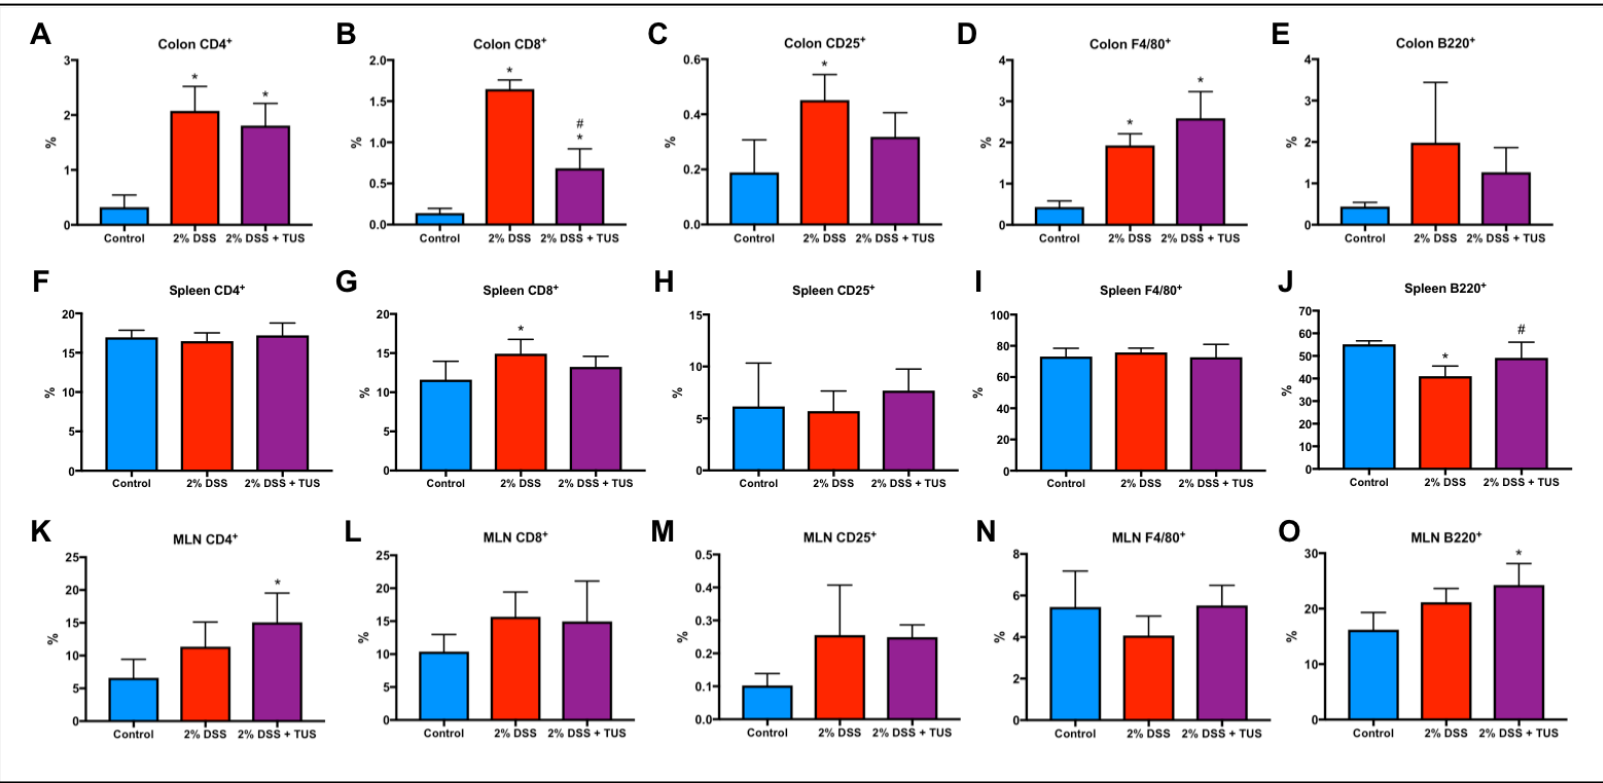 A
Colon CD4+
3
2
1
0
%
*
*
Control
2% DSS
2% DSS + TUS
B
Colon CD8+
2.0
1.5
1.0
0.5
0.0
%
*
#
*
Control
2% DSS
2% DSS + TUS
C
Colon CD25+
0.6
0.4
0.2
0.0
%
*
Control
2% DSS
2% DSS + TUS
D
Colon F4/80+
4
3
2
1
0
%
*
*
Control
2% DSS
2% DSS + TUS
E
Colon B220+
4
3
2
1
0
%
Control
2% DSS
2% DSS + TUS
F
Spleen CD4+
20
15
10
5
0
%
Control
2% DSS
2% DSS + TUS
G
Spleen CD8+
20
15
10
5
0
%
*
Control
2% DSS
2% DSS + TUS
H
Spleen CD25+
15
10
5
0
%
Control
2% DSS
2% DSS + TUS
I
Spleen F4/80+
100
80
60
40
20
0
%
Control
2% DSS
2% DSS + TUS
J
Spleen B220+
70
60
50
40
30
20
10
0
%
*
#
Control
2% DSS
2% DSS + TUS
K
MLN CD4+
25
20
15
10
5
0
%
*
Control
2% DSS
2% DSS + TUS
L
MLN CD8+
25
20
15
10
5
0
%
Control
2% DSS
2% DSS + TUS
M
MLN CD25+
0.5
0.4
0.3
0.2
0.1
0.0
%
Control
2% DSS
2% DSS + TUS
N
MLN F4/80+
8
6
4
2
0
%
Control
2% DSS
2% DSS + TUS
O
MLN B220+
30
20
10
0
%
*
Control
2% DSS
2% DSS + TUS